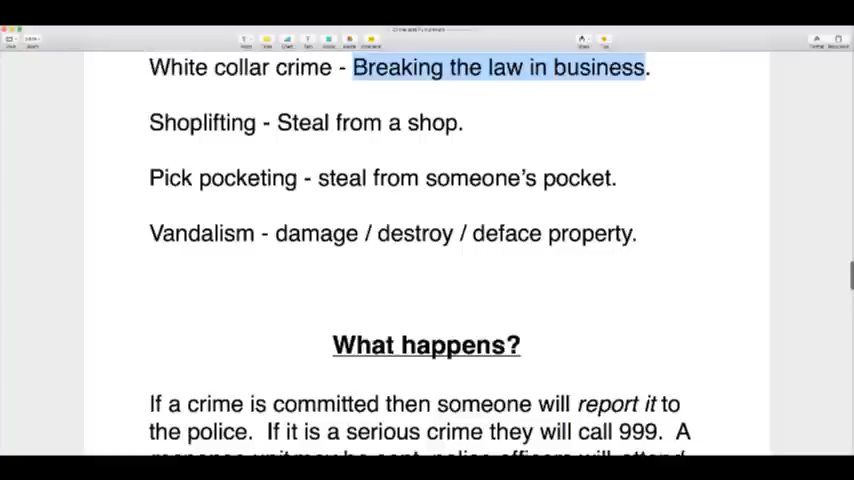 White collar crime - Breaking the law in business.
Shoplifting - Steal from a shop.
Pick pocketing - steal from someone’s pocket.
Vandalism - damage / destroy / deface property.
What happens?
If a crime is committed then someone will report it to
the police.  If it is a serious crime they will call 999.  A